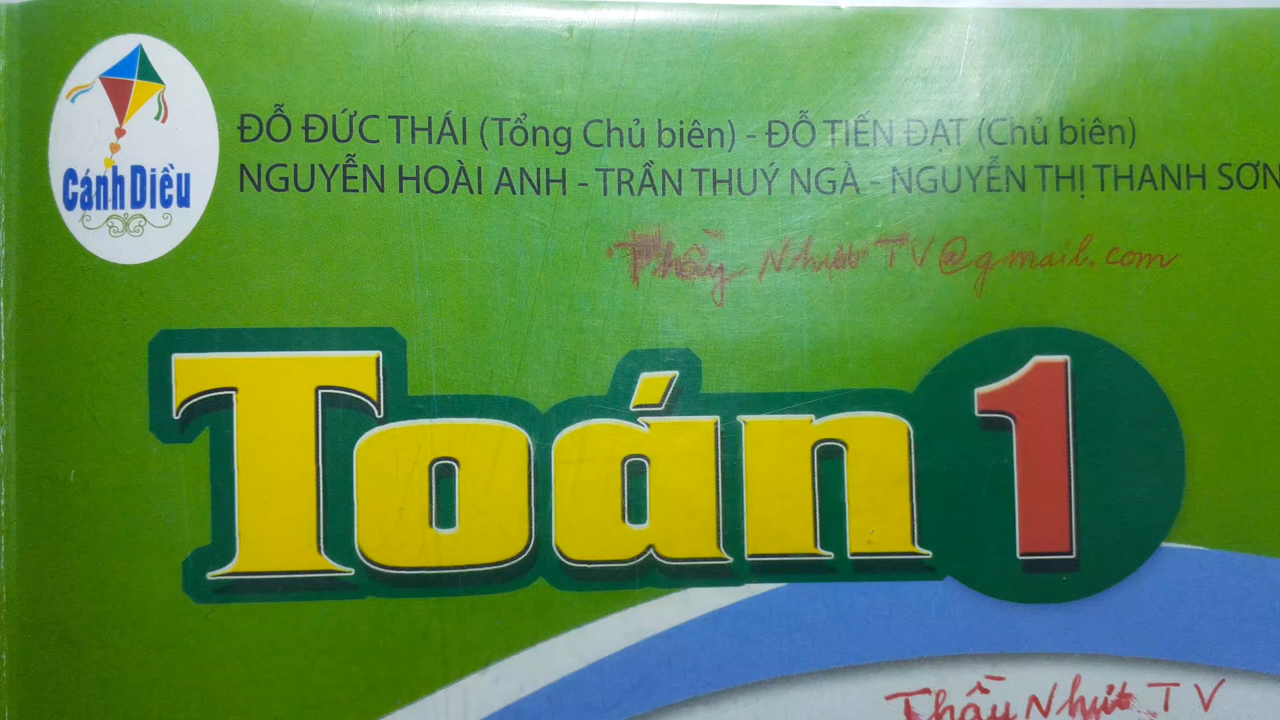 Cánh Diều
ĐỖ ĐỨC THÁI (Tổng Chủ biên) - ĐỖ TIẾN ĐẠT (Chủ biên)
NGUYỄN HOÀI ANH - TRẦN THUÝ NGÀ - NGUYỄN THỊ THANH SƠN
Thầy Nhựt TV@gmail.com
Toán 1
Thầy Nhựt TV